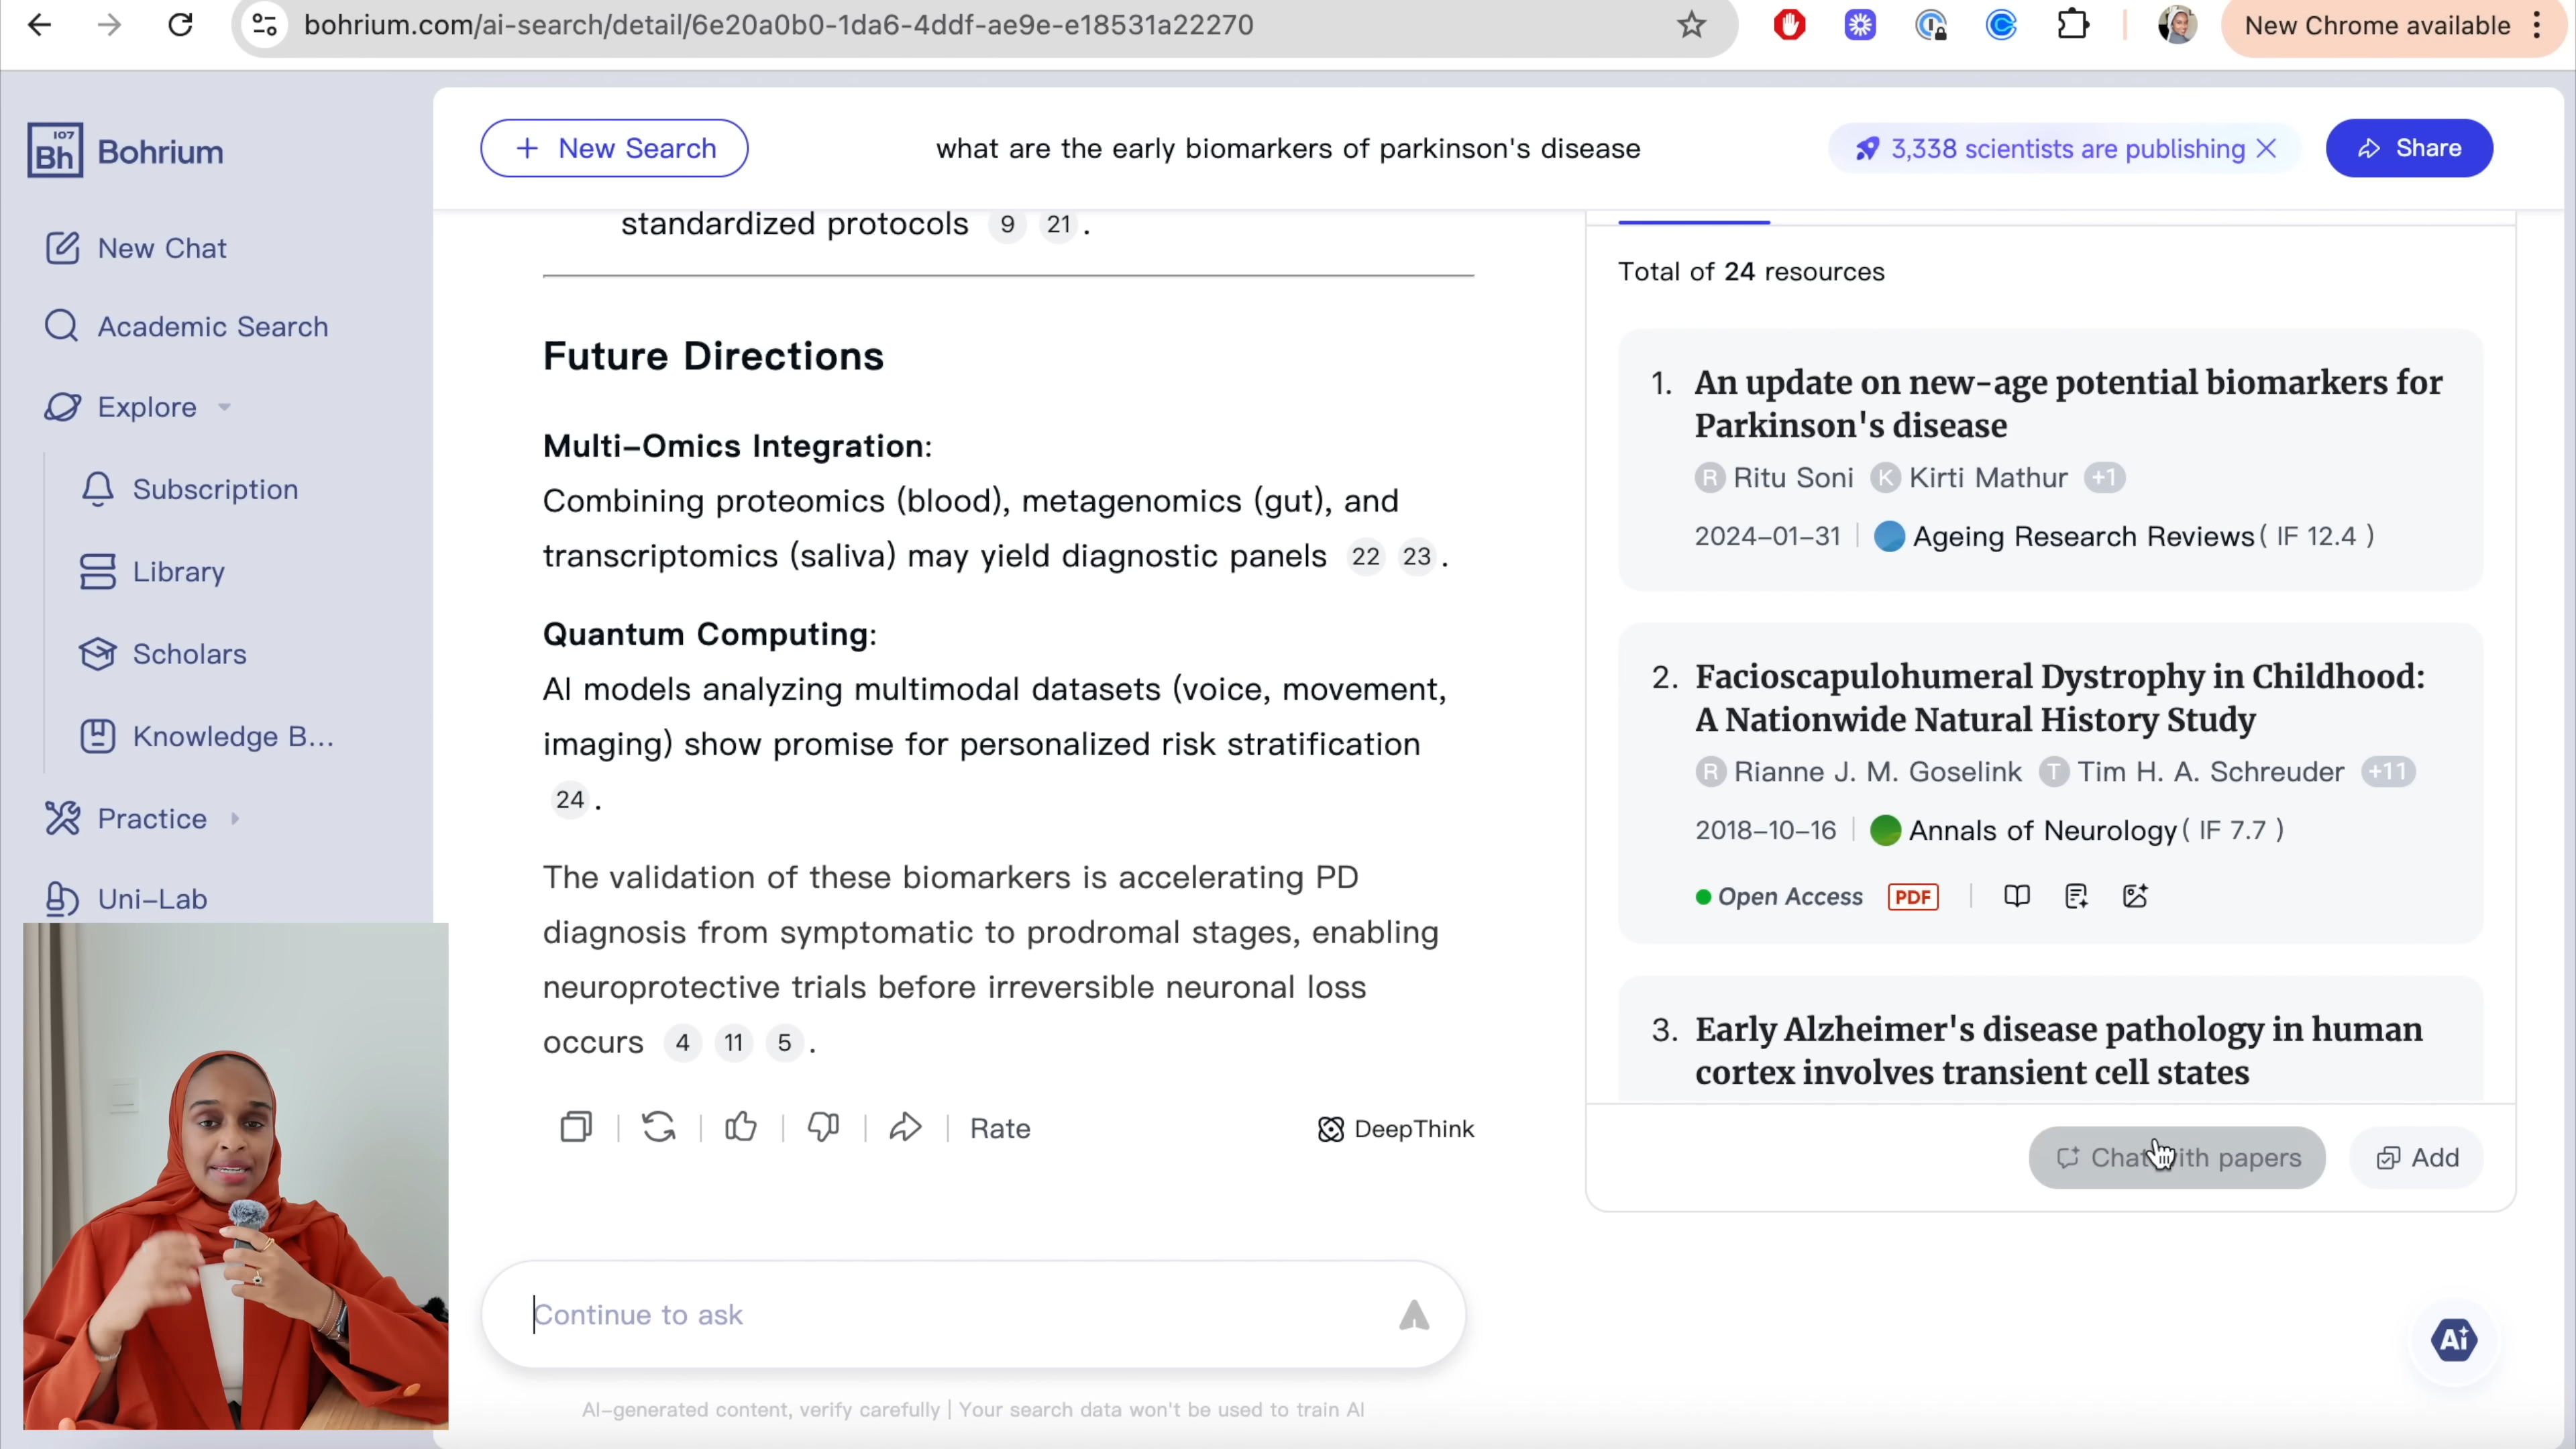 bohrium.com/ai-search/detail/6e20a0b0-1da6-4ddf-ae9e-e18531a22270
New Chrome available
107
Bh
Bohrium
New Chat
Academic Search
Explore
Subscription
Library
Scholars
Knowledge B...
Practice
Uni-Lab
+ New Search
what are the early biomarkers of parkinson's disease
3,338 scientists are publishing
Share
standardized protocols 9 21 .
Future Directions
Multi-Omics Integration:
Combining proteomics (blood), metagenomics (gut), and
transcriptomics (saliva) may yield diagnostic panels 22 23 .
Quantum Computing:
AI models analyzing multimodal datasets (voice, movement,
imaging) show promise for personalized risk stratification
24 .
The validation of these biomarkers is accelerating PD
diagnosis from symptomatic to prodromal stages, enabling
neuroprotective trials before irreversible neuronal loss
occurs 4 11 5 .
Rate
DeepThink
Continue to ask
AI-generated content, verify carefully | Your search data won't be used to train AI
Total of 24 resources
1. An update on new-age potential biomarkers for
Parkinson's disease
R Ritu Soni K Kirti Mathur +1
2024-01-31 | Ageing Research Reviews ( IF 12.4 )
2. Facioscapulohumeral Dystrophy in Childhood:
A Nationwide Natural History Study
R Rianne J. M. Goselink T Tim H. A. Schreuder +11
2018-10-16 | Annals of Neurology ( IF 7.7 )
Open Access PDF
3. Early Alzheimer's disease pathology in human
cortex involves transient cell states
Chat with papers
Add
Ai